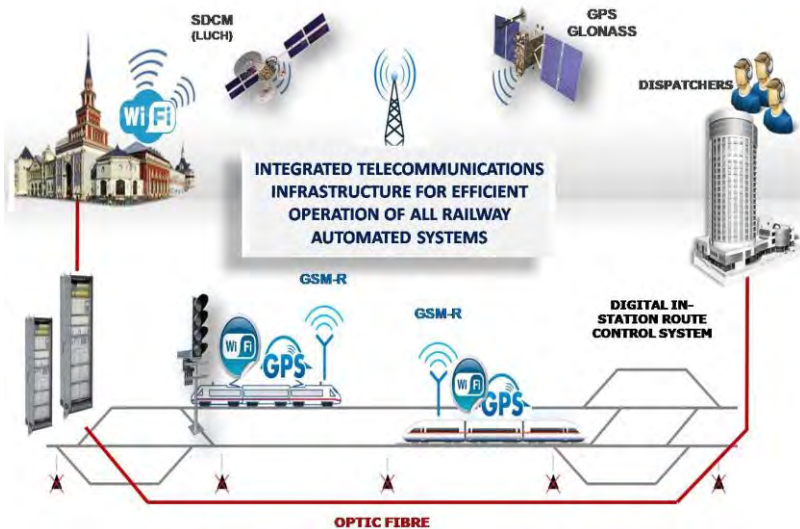 SDCM
(LUCH)
GPS
GLONASS
DISPATCHERS
Wi Fi
INTEGRATED TELECOMMUNICATIONS
INFRASTRUCTURE FOR EFFICIENT
OPERATION OF ALL RAILWAY
AUTOMATED SYSTEMS
GSM-R
GSM-R
DIGITAL IN-
STATION ROUTE
CONTROL SYSTEM
Wi Fi
GPS
Wi Fi
GPS
OPTIC FIBRE